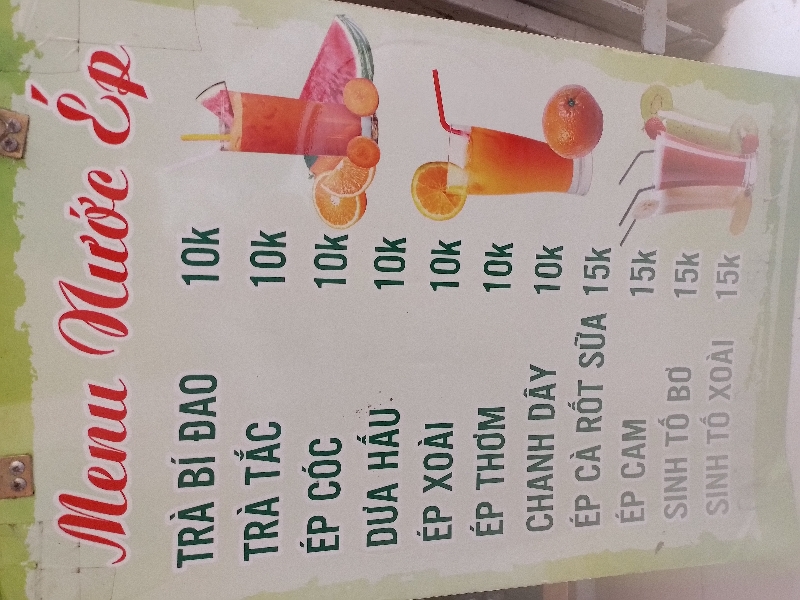 Menu Nước Ép
TRÀ BÍ ĐAO 10k
TRÀ TẮC 10k
ÉP CÓC 10k
DƯA HẤU 10k
ÉP XOÀI 10k
ÉP THƠM 10k
CHANH DÂY 10k
ÉP CÀ RỐT SỮA 15k
ÉP CAM 15k
SINH TỐ BƠ 15k
SINH TỐ XOÀI 15k